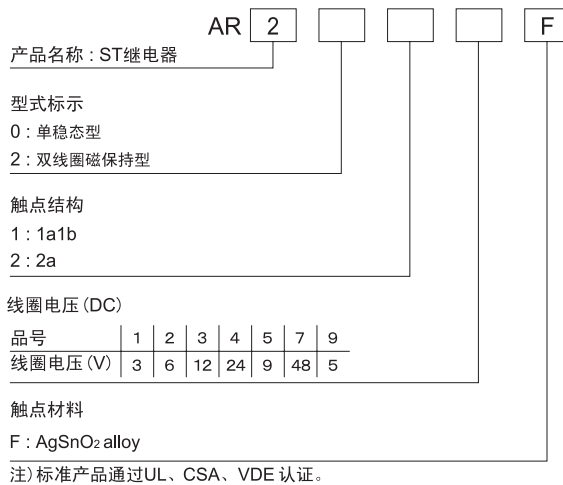 AR 2 F
产品名称 : ST继电器
型式标示
0 : 单稳态型
2 : 双线圈磁保持型
触点结构
1 : 1a1b
2 : 2a
线圈电压 (DC)
品号 1 2 3 4 5 7 9
线圈电压 (V) 3 6 12 24 9 48 5
触点材料
F : AgSnO₂ alloy
注) 标准产品通过UL、CSA、VDE 认证。